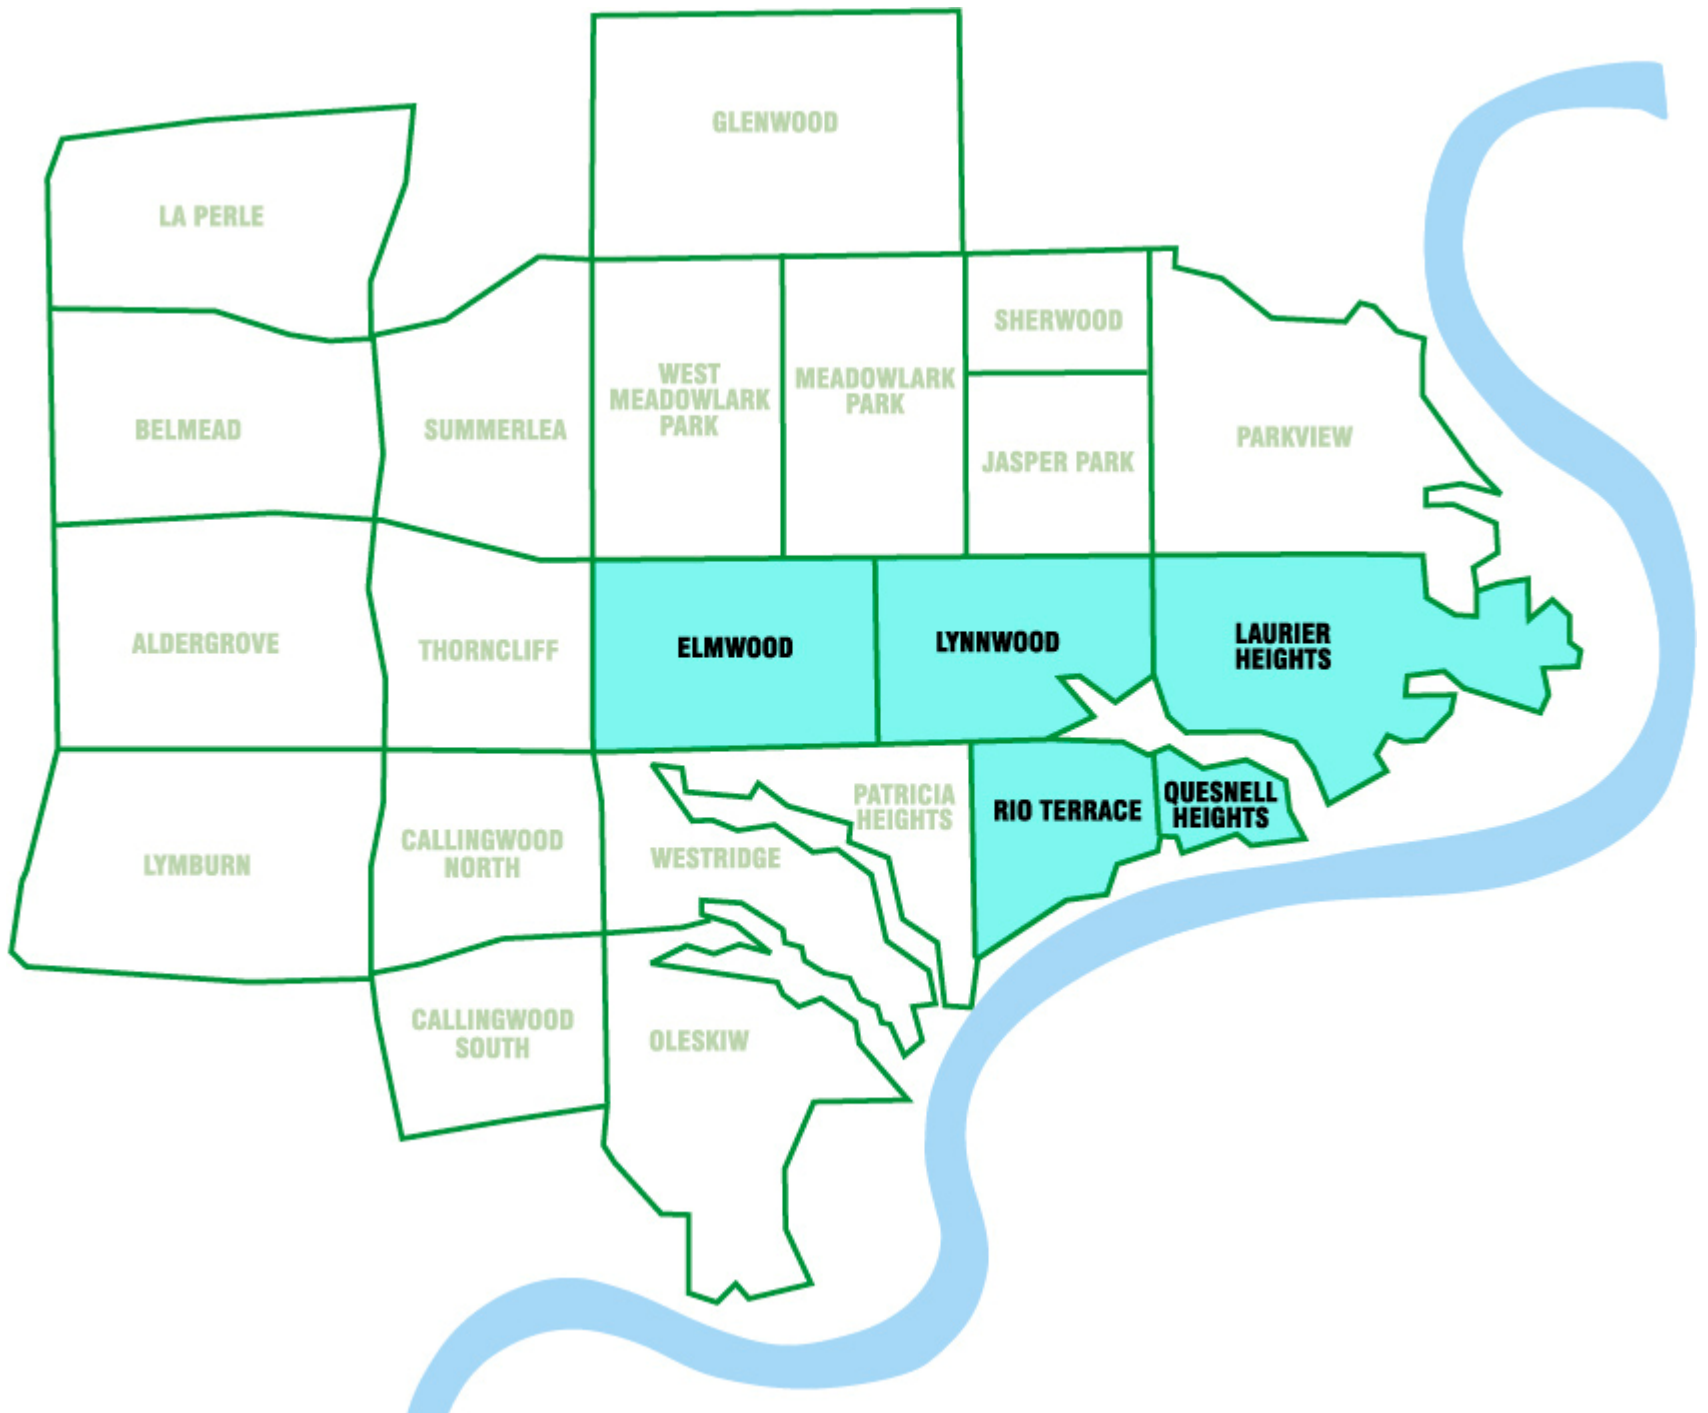 GLENWOOD
LA PERLE
SHERWOOD
WEST
MEADOWLARK
PARK
MEADOWLARK
PARK
BELMEAD
SUMMERLEA
JASPER PARK
PARKVIEW
ALDERGROVE
THORNCLIFF
ELMWOOD
LYNNWOOD
LAURIER
HEIGHTS
PATRICIA
HEIGHTS
RIO TERRACE
QUESNELL
HEIGHTS
LYMBURN
CALLINGWOOD
NORTH
WESTRIDGE
CALLINGWOOD
SOUTH
OLESKIW